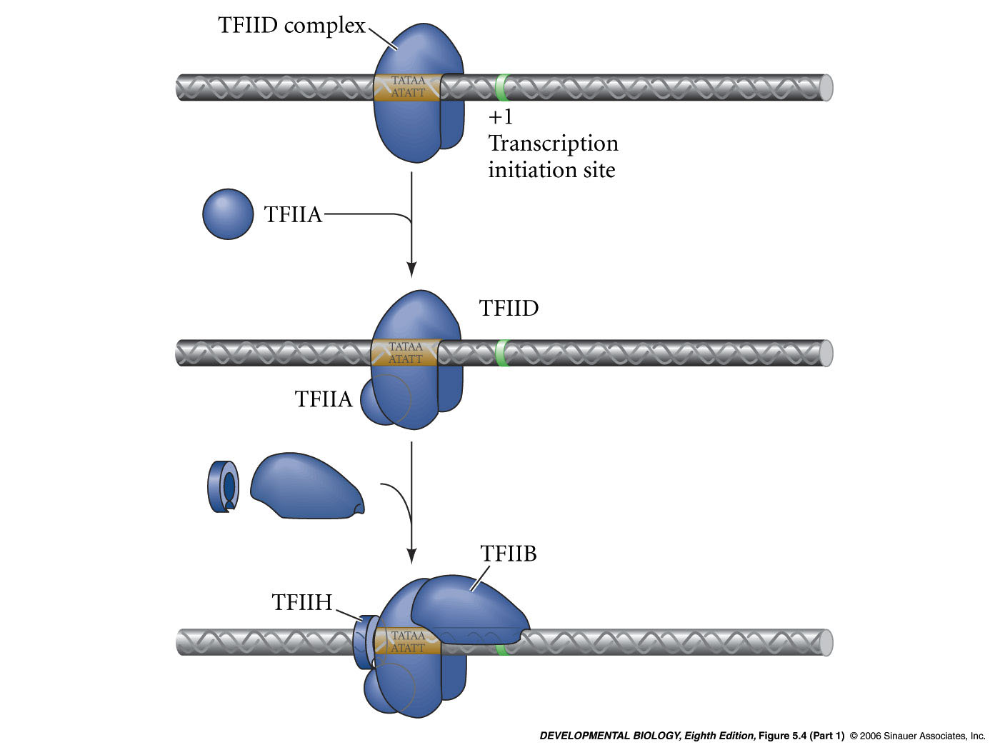 TFIID complex
TATAA
ATATT
+1
Transcription
initiation site
TFIIA
TFIID
TATAA
ATATT
TFIIA
TFIIB
TFIIH
TATAA
ATATT
DEVELOPMENTAL BIOLOGY, Eighth Edition, Figure 5.4 (Part 1) © 2006 Sinauer Associates, Inc.